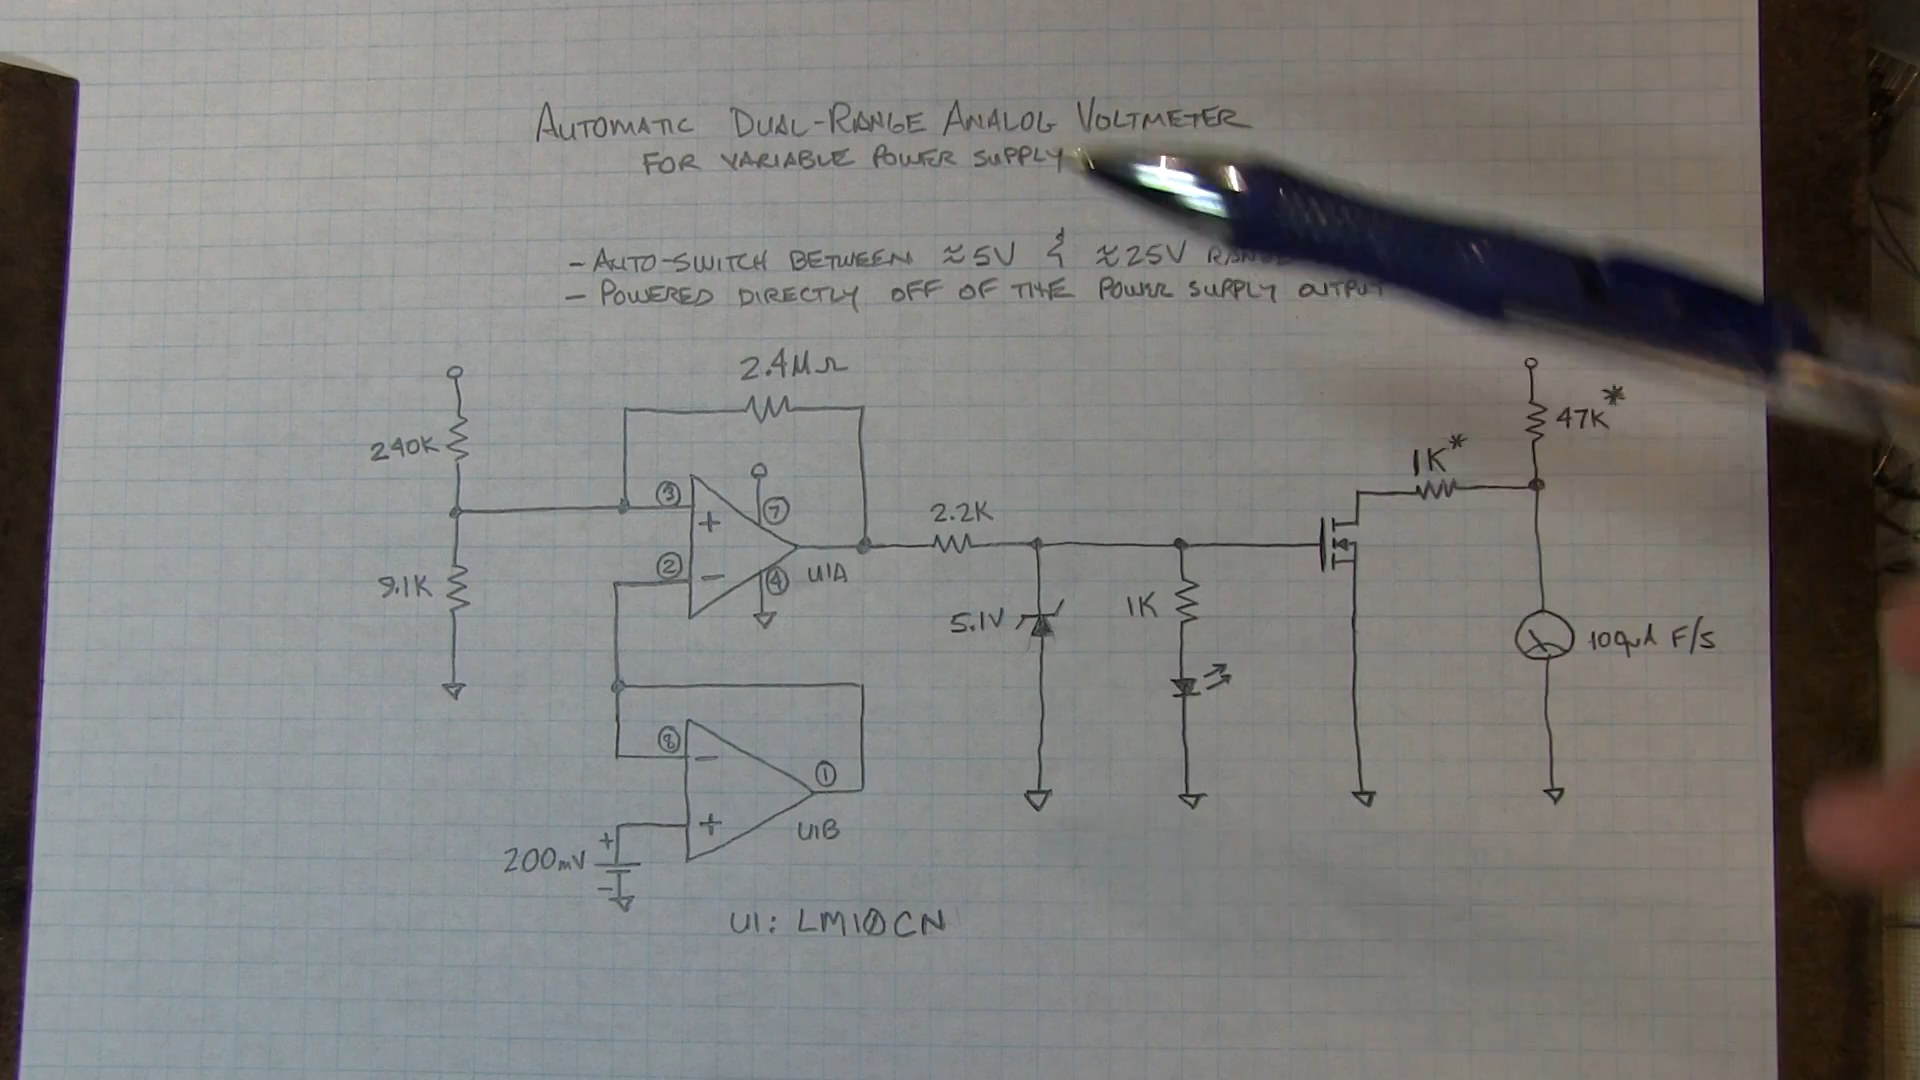 AUTOMATIC DUAL-RANGE ANALOG VOLTMETER
FOR VARIABLE POWER SUPPLY
- AUTO-SWITCH BETWEEN ≈5V & ≈25V
- POWERED DIRECTLY OFF OF THE POWER SUPPLY OUTPUT
2.4MΩ
240K
47K*
1K*
③
+
⑦
2.2K
②
-
④
U1A
9.1K
5.1V
1K
100μA F/S
⑧
-
①
+
U1B
+
200mV
-
U1: LM10CN